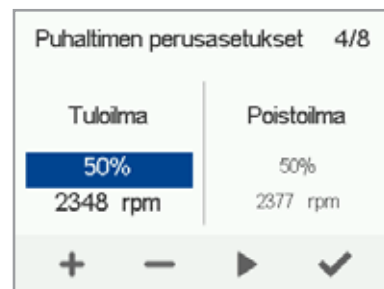 Puhaltimen perusasetukset 4/8
Tuloilma
50%
2348 rpm
Poistoilma
50%
2377 rpm